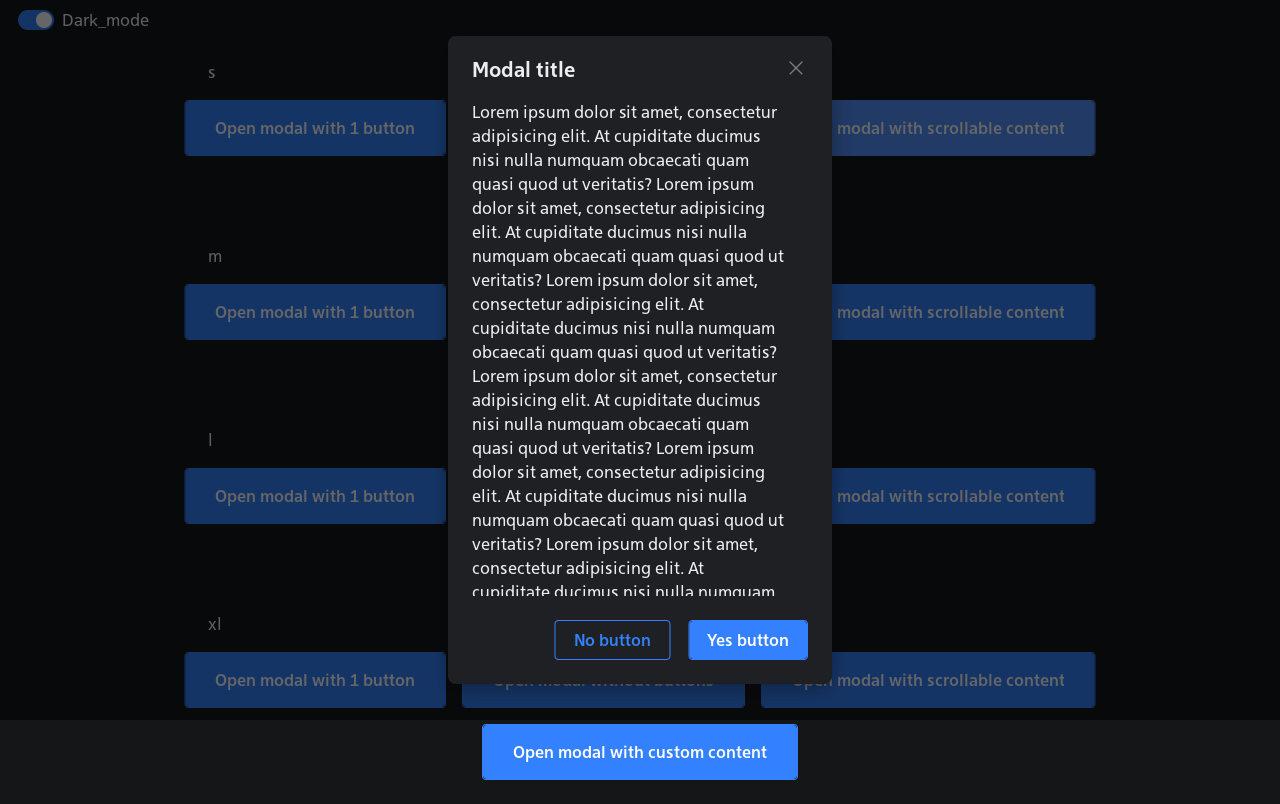 Dark_mode
s
Open modal with 1 button
modal with scrollable content
m
Open modal with 1 button
modal with scrollable content
l
Open modal with 1 button
modal with scrollable content
xl
Open modal with 1 button
Open modal without buttons
Open modal with scrollable content
Modal title
Lorem ipsum dolor sit amet, consectetur
adipisicing elit. At cupiditate ducimus
nisi nulla numquam obcaecati quam
quasi quod ut veritatis? Lorem ipsum
dolor sit amet, consectetur adipisicing
elit. At cupiditate ducimus nisi nulla
numquam obcaecati quam quasi quod ut
veritatis? Lorem ipsum dolor sit amet,
consectetur adipisicing elit. At
cupiditate ducimus nisi nulla numquam
obcaecati quam quasi quod ut veritatis?
Lorem ipsum dolor sit amet, consectetur
adipisicing elit. At cupiditate ducimus
nisi nulla numquam obcaecati quam
quasi quod ut veritatis? Lorem ipsum
dolor sit amet, consectetur adipisicing
elit. At cupiditate ducimus nisi nulla
numquam obcaecati quam quasi quod ut
veritatis? Lorem ipsum dolor sit amet,
consectetur adipisicing elit. At
cupiditate ducimus nisi nulla numquam
No button
Yes button
Open modal with custom content